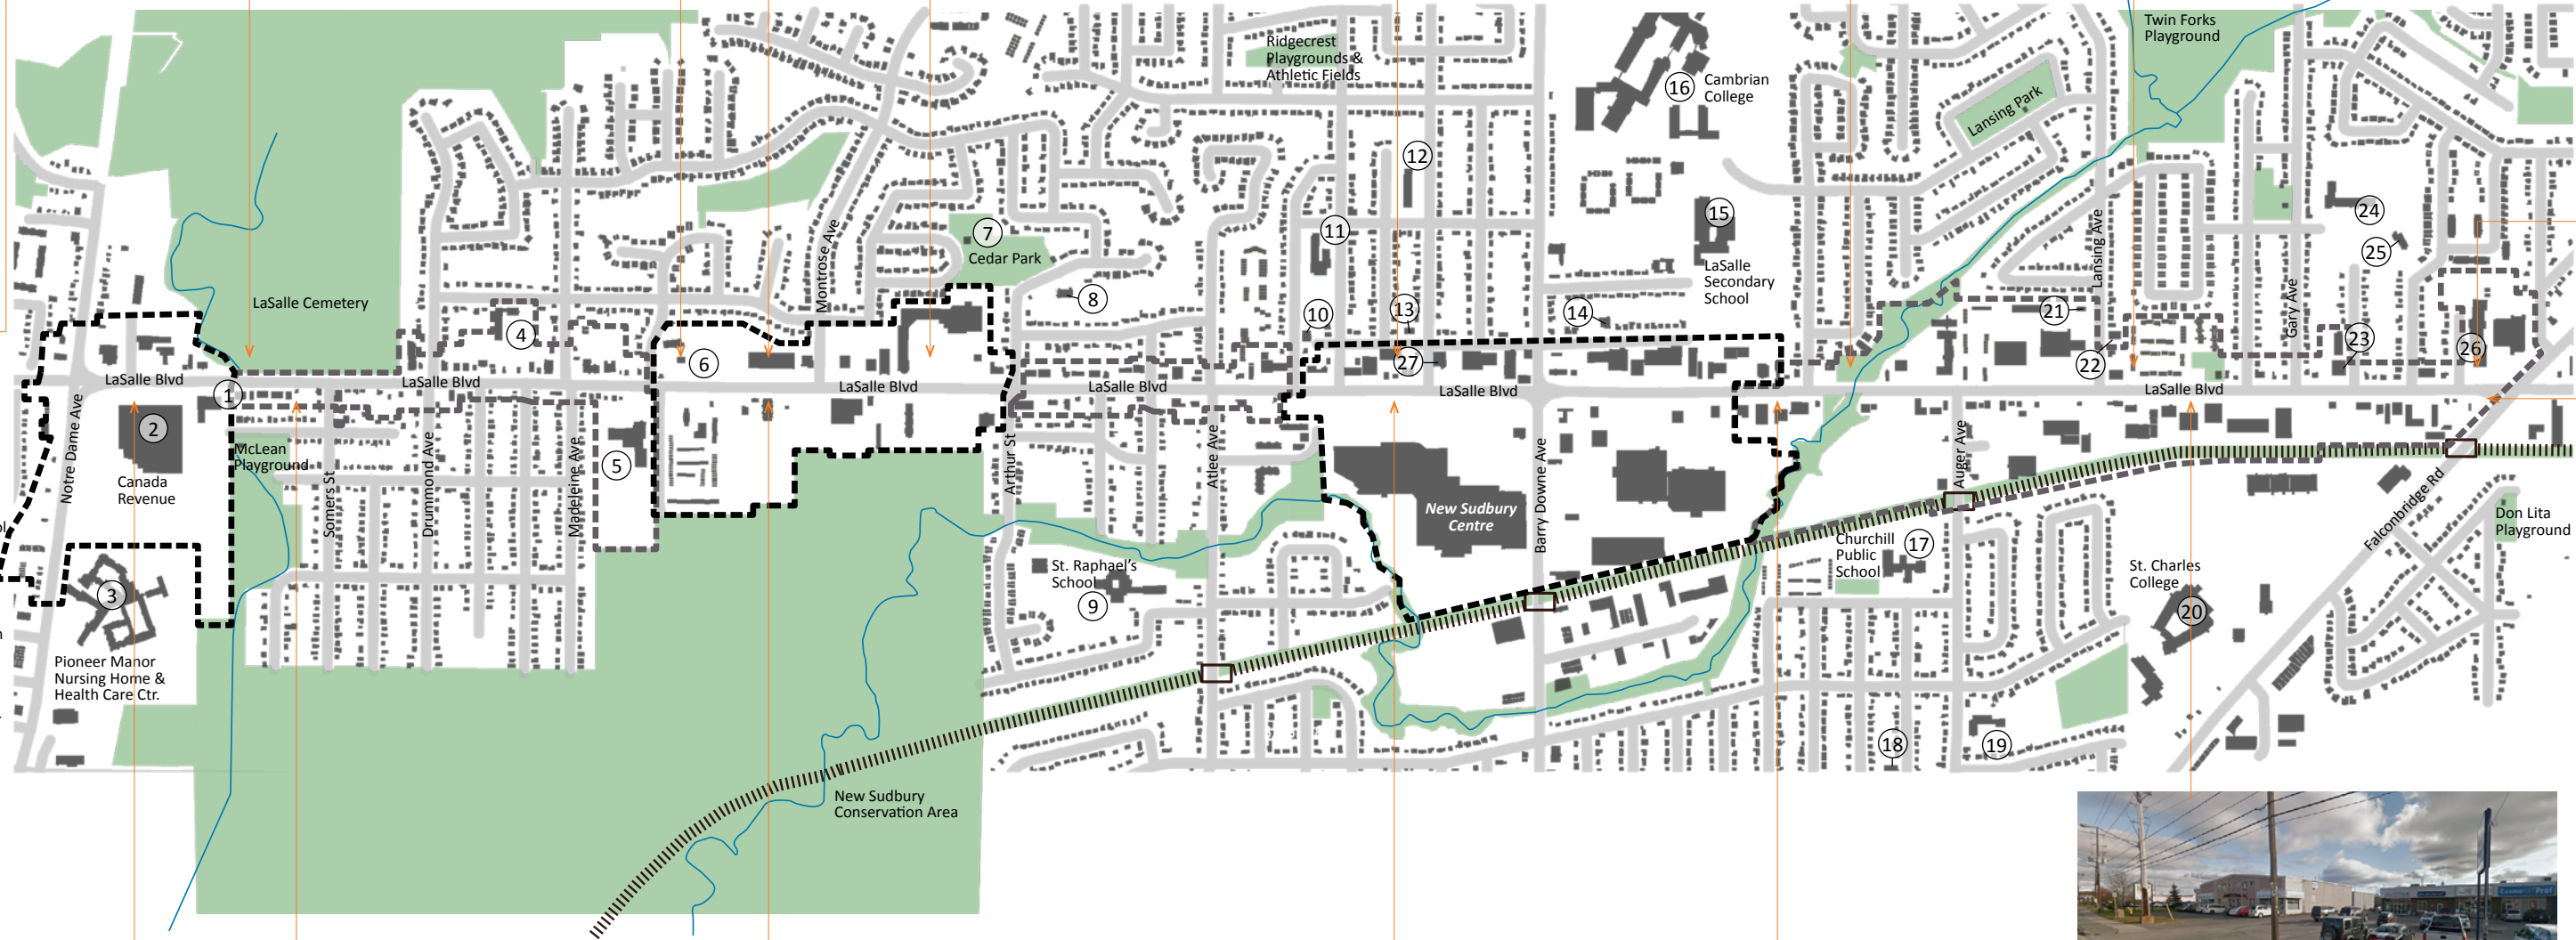 Twin Forks
Playground
Ridgecrest
Playgrounds &
Athletic Fields
16
Cambrian
College
Lansing Park
12
15
24
7
11
Lansing Ave
25
Montrose Ave
Cedar Park
LaSalle
Secondary
School
LaSalle Cemetery
8
10
13
14
21
Gary Ave
4
23
26
6
27
22
LaSalle Blvd
LaSalle Blvd
LaSalle Blvd
LaSalle Blvd
LaSalle Blvd
LaSalle Blvd
1
2
Notre Dame Ave
McLean
Playground
5
Canada
Revenue
Somers St
Drummond Ave
Madeleine Ave
Arthur St
Atlee Ave
Barry Downe Ave
Auger Ave
New Sudbury
Centre
Falconbridge Rd
Don Lita
Playground
Churchill
Public
School
17
St. Raphael's
School
9
St. Charles
College
20
3
Pioneer Manor
Nursing Home &
Health Care Ctr.
18
19
New Sudbury
Conservation Area